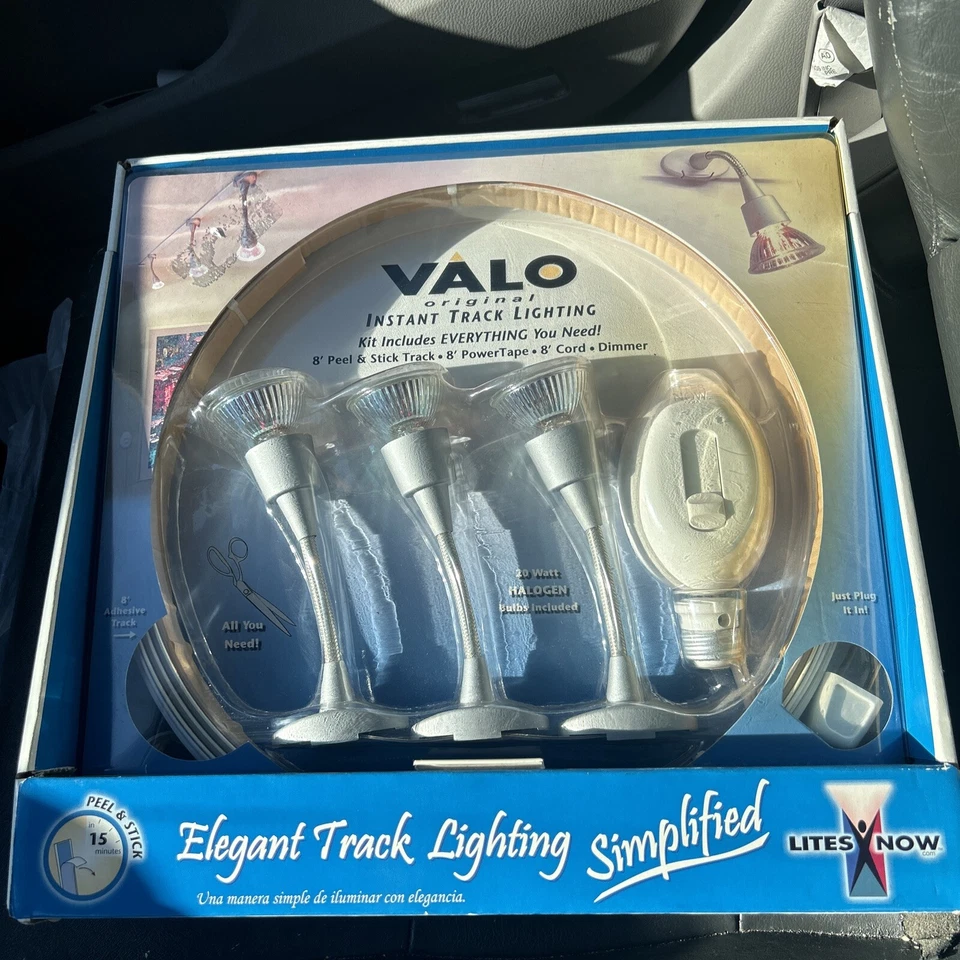 VALO
original
INSTANT TRACK LIGHTING
Kit Includes EVERYTHING You Need!
8' Peel & Stick Track • 8' PowerTape • 8' Cord • Dimmer
20 Watt
HALOGEN
Bulbs Included
8'
Adhesive
Track
All You
Need!
Just Plug
It In!
PEEL & STICK
in
15
minutes
Elegant Track Lighting Simplified
Una manera simple de iluminar con elegancia.
LITES NOW
.com